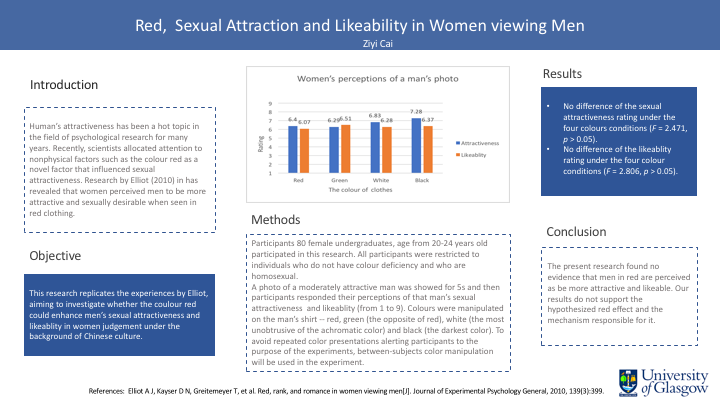 Red,  Sexual Attraction and Likeability in Women viewing Men
Ziyi Cai
Introduction
Human's attractiveness has been a hot topic in
the field of psychological research for many
years. Recently, scientists allocated attention to
nonphysical factors such as the colour red as a
novel factor that influenced sexual
attractiveness. Research by Elliot (2010) in has
revealed that women perceived men to be more
attractive and sexually desirable when seen in
red clothing.
Objective
This research replicates the experiences by Elliot,
aiming to investigate whether the coulour red
could enhance men's sexual attractiveness and
likeablity in women judgement under the
background of Chinese culture.
Women's perceptions of a man's photo
Rating
9
8
7
6
5
4
3
2
1
6.4 6.07
6.29 6.51
6.83 6.28
7.28 6.37
Red Green White Black
The colour of clothes
Attractiveness
Likeablity
Methods
Participants 80 female undergraduates, age from 20-24 years old
participated in this research. All participants were restricted to
individuals who do not have colour deficiency and who are
homosexual.
A photo of a moderately attractive man was showed for 5s and then
participants responded their perceptions of that man's sexual
attractiveness  and likeability (from 1 to 9). Colours were manipulated
on the man's shirt -- red, green (the opposite of red), white (the most
unobtrusive of the achromatic color) and black (the darkest color). To
avoid repeated color presentations alerting participants to the
purpose of the experiments, between-subjects color manipulation
will be used in the experiment.
Results
• No difference of the sexual
attractiveness rating under the
four colours conditions (F = 2.471,
p > 0.05).
• No difference of the likeablity
rating under the four colour
conditions (F = 2.806, p > 0.05).
Conclusion
The present research found no
evidence that men in red are perceived
as be more attractive and likeable. Our
results do not support the
hypothesized red effect and the
mechanism responsible for it.
References:  Elliot A J, Kayser D N, Greitemeyer T, et al. Red, rank, and romance in women viewing men[J]. Journal of Experimental Psychology General, 2010, 139(3):399.
University
of Glasgow